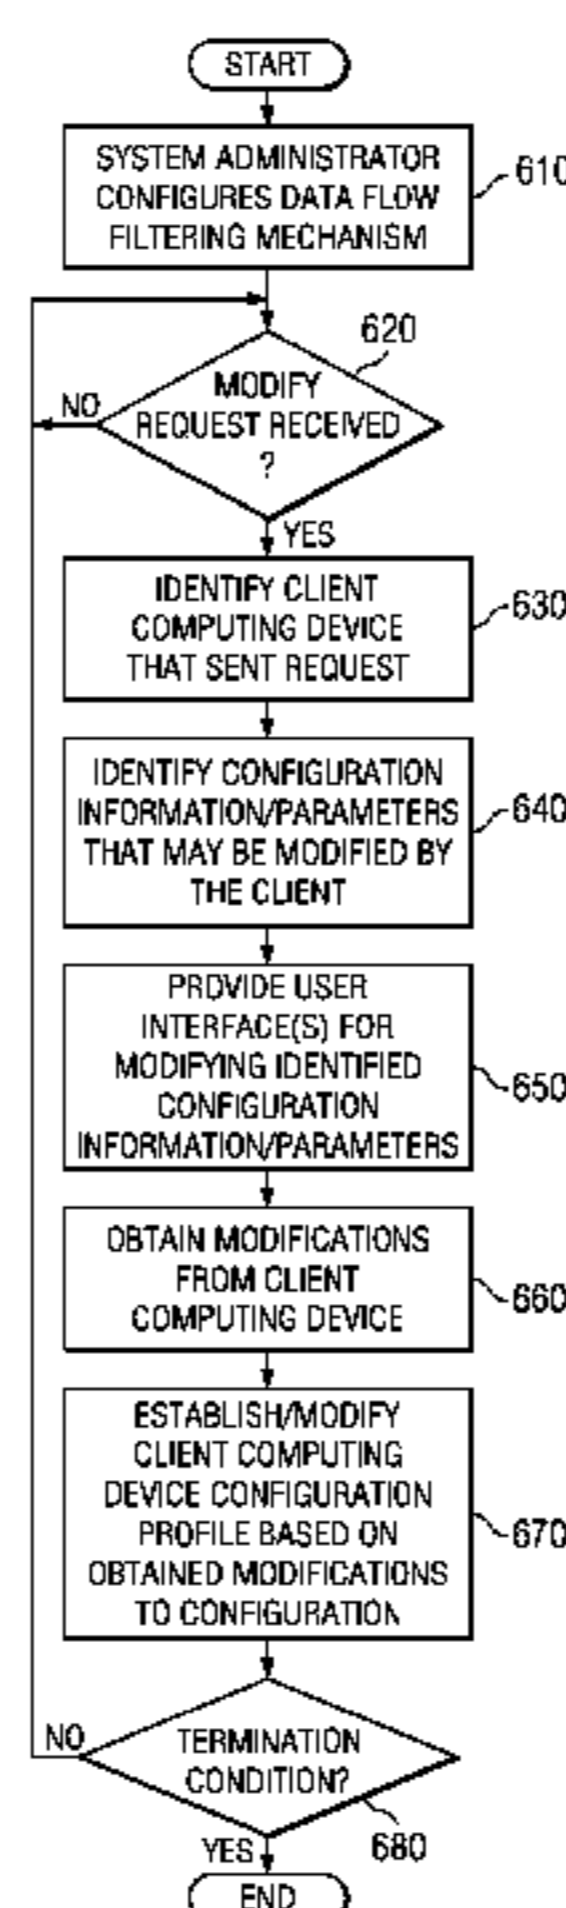 START
SYSTEM ADMINISTRATOR
CONFIGURES DATA FLOW
FILTERING MECHANISM
610
620
MODIFY
REQUEST RECEIVED
?
NO
YES
IDENTIFY CLIENT
COMPUTING DEVICE
THAT SENT REQUEST
630
IDENTIFY CONFIGURATION
INFORMATION/PARAMETERS
THAT MAY BE MODIFIED BY
THE CLIENT
640
PROVIDE USER
INTERFACE(S) FOR
MODIFYING IDENTIFIED
CONFIGURATION
INFORMATION/PARAMETERS
650
OBTAIN MODIFICATIONS
FROM CLIENT
COMPUTING DEVICE
660
ESTABLISH/MODIFY
CLIENT COMPUTING
DEVICE CONFIGURATION
PROFILE BASED ON
OBTAINED MODIFICATIONS
TO CONFIGURATION
670
NO
TERMINATION
CONDITION?
680
YES
END